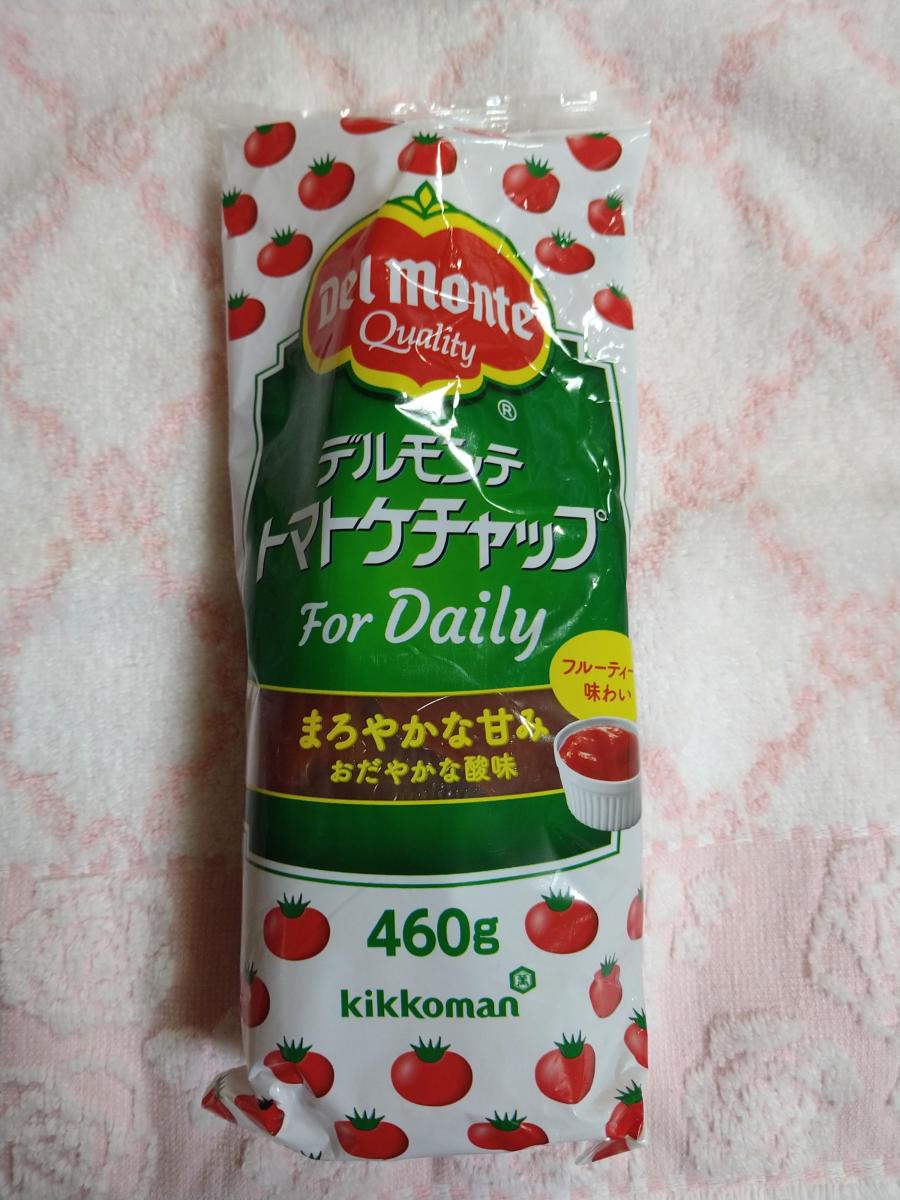 Del Monte
Quality
®
デルモンテ
トマトケチャップ
For Daily
フルーティー
味わい
まろやかな甘み
おだやかな酸味
460g
kikkoman
萬